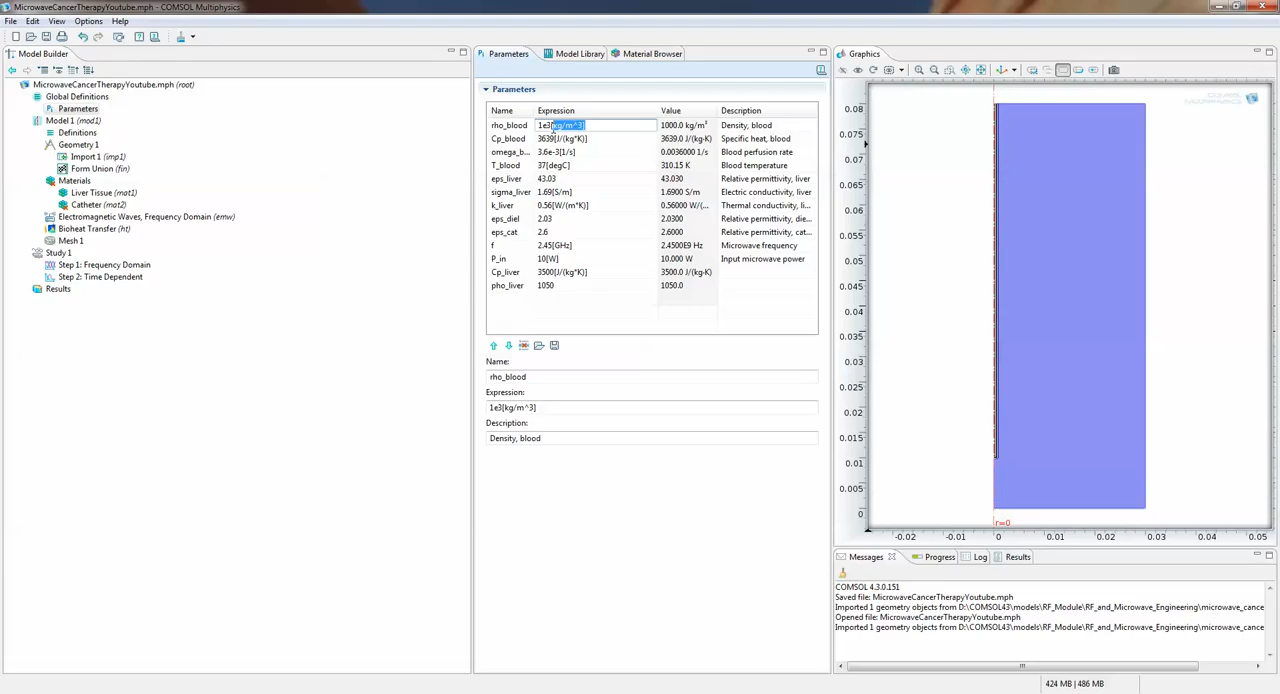 MicrowaveCancerTherapyYoutube.mph - COMSOL Multiphysics
File Edit View Options Help
Model Builder
MicrowaveCancerTherapyYoutube.mph (root)
Global Definitions
Parameters
Model 1 (mod1)
Definitions
Geometry 1
Import 1 (imp1)
Form Union (fin)
Materials
Liver Tissue (mat1)
Catheter (mat2)
Electromagnetic Waves, Frequency Domain (emw)
Bioheat Transfer (ht)
Mesh 1
Study 1
Step 1: Frequency Domain
Step 2: Time Dependent
Results
Parameters Model Library Material Browser
Parameters
Name Expression Value Description
rho_blood 1e3[kg/m^3] 1000.0 kg/m³ Density, blood
Cp_blood 3639[J/(kg*K)] 3639.0 J/(kg·K) Specific heat, blood
omega_b... 3.6e-3[1/s] 0.0036000 1/s Blood perfusion rate
T_blood 37[degC] 310.15 K Blood temperature
eps_liver 43.03 43.030 Relative permittivity, liver
sigma_liver 1.69[S/m] 1.6900 S/m Electric conductivity, liver
k_liver 0.56[W/(m*K)] 0.56000 W/(... Thermal conductivity, li...
eps_diel 2.03 2.0300 Relative permittivity, die...
eps_cat 2.6 2.6000 Relative permittivity, cat...
f 2.45[GHz] 2.4500E9 Hz Microwave frequency
P_in 10[W] 10.000 W Input microwave power
Cp_liver 3500[J/(kg*K)] 3500.0 J/(kg·K)
pho_liver 1050 1050.0
Name:
rho_blood
Expression:
1e3[kg/m^3]
Description:
Density, blood
Graphics
COMSOL
MULTIPHYSICS
0.08
0.075
0.07
0.065
0.06
0.055
0.05
0.045
0.04
0.035
0.03
0.025
0.02
0.015
0.01
0.005
0
r=0
-0.02 -0.01 0 0.01 0.02 0.03 0.04 0.05
Messages Progress Log Results
COMSOL 4.3.0.151
Saved file: MicrowaveCancerTherapyYoutube.mph
Imported 1 geometry objects from D:\COMSOL43\models\RF_Module\RF_and_Microwave_Engineering\microwave_cance
Opened file: MicrowaveCancerTherapyYoutube.mph
Imported 1 geometry objects from D:\COMSOL43\models\RF_Module\RF_and_Microwave_Engineering\microwave_cance
424 MB | 486 MB